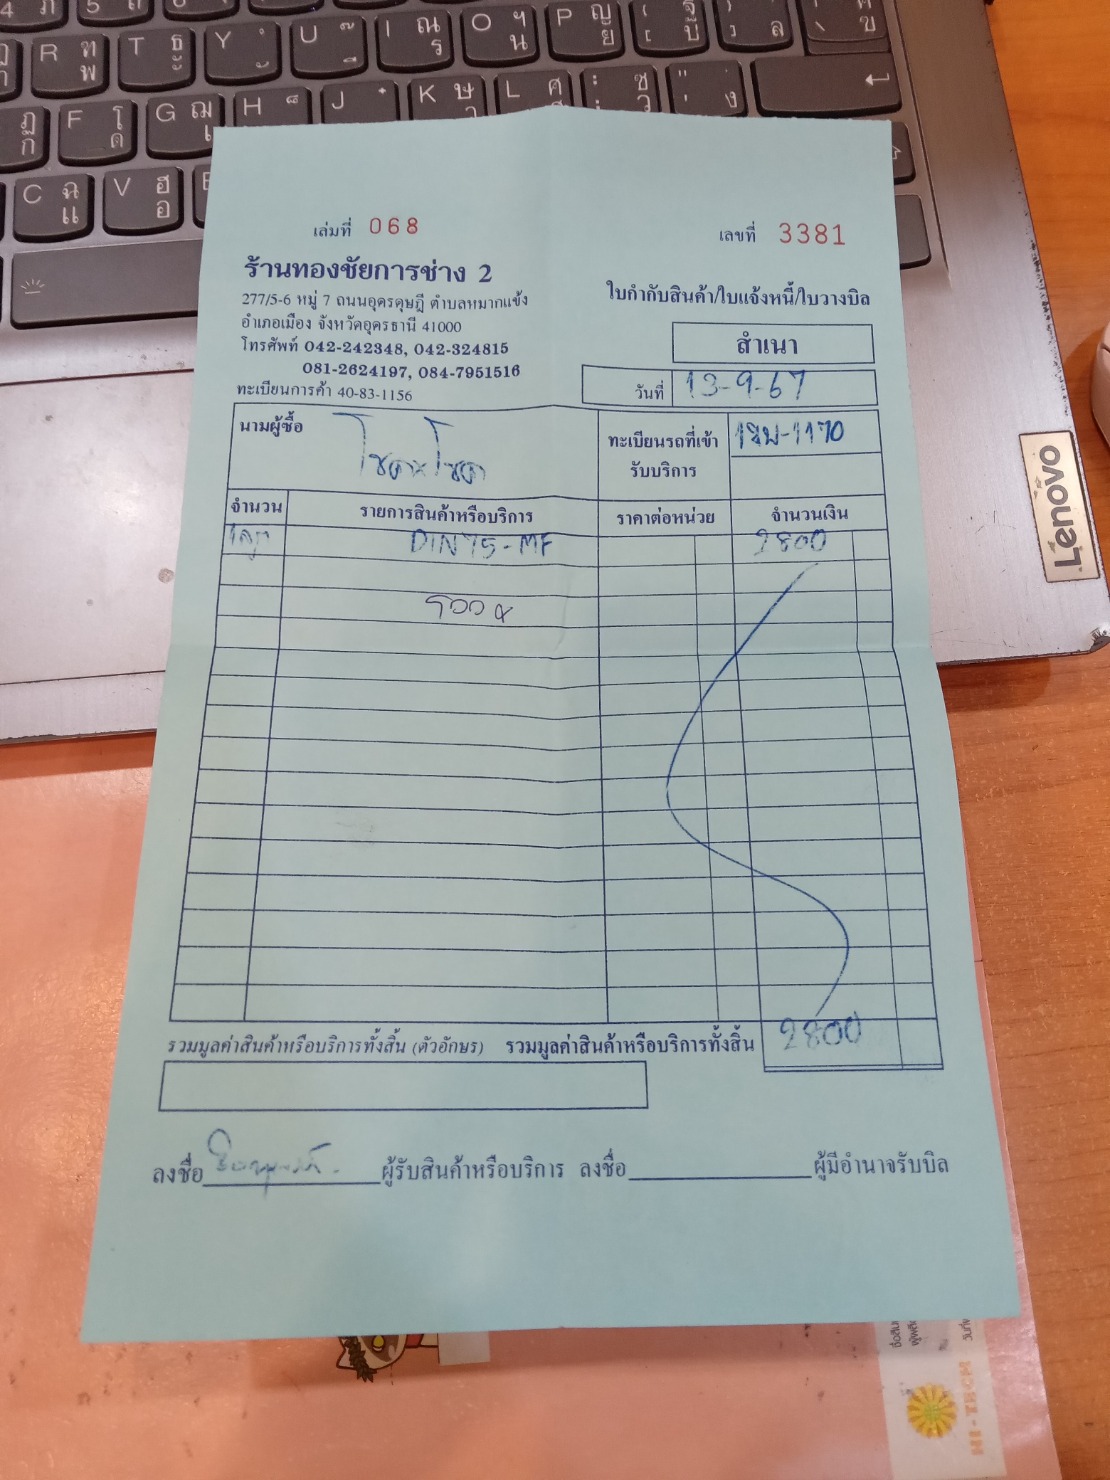 เล่มที่ 068
เลขที่ 3381
ร้านทองชัยการช่าง 2
277/5-6 หมู่ 7 ถนนอุดรดุษฎี ตำบลหมากแข้ง
อำเภอเมือง จังหวัดอุดรธานี 41000
โทรศัพท์ 042-242348, 042-324815
081-2624197, 084-7951516
ทะเบียนการค้า 40-83-1156
ใบกำกับสินค้า/ใบแจ้งหนี้/ใบวางบิล
สำเนา
วันที่ 13-9-67
นามผู้ซื้อ
ทะเบียนรถที่เข้า
รับบริการ
จำนวน รายการสินค้าหรือบริการ ราคาต่อหน่วย จำนวนเงิน
1ลูก DIN75-MF 2800
รวมมูลค่าสินค้าหรือบริการทั้งสิ้น (ตัวอักษร) รวมมูลค่าสินค้าหรือบริการทั้งสิ้น 2800
ลงชื่อ ผู้รับสินค้าหรือบริการ ลงชื่อ ผู้มีอำนาจรับบิล
Lenovo
HI-TECH